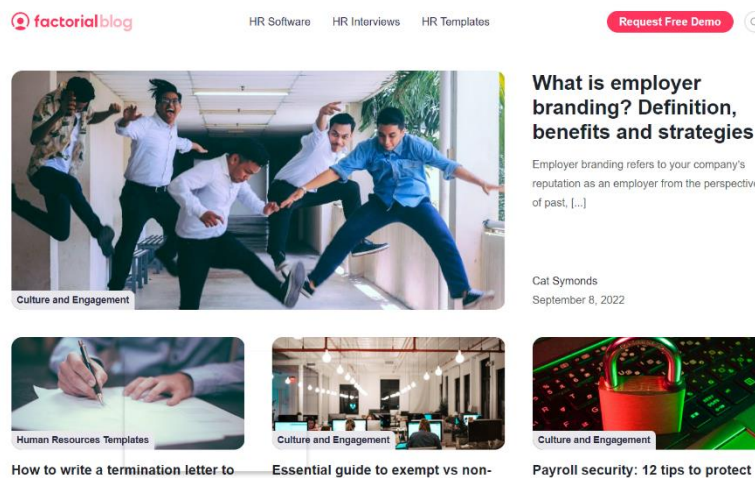 factorialblog
HR Software HR Interviews HR Templates
Request Free Demo
What is employer
branding? Definition,
benefits and strategies
Employer branding refers to your company's
reputation as an employer from the perspective
of past, [...]
Cat Symonds
September 8, 2022
Culture and Engagement
Human Resources Templates
How to write a termination letter to
Culture and Engagement
Essential guide to exempt vs non-
Culture and Engagement
Payroll security: 12 tips to protect